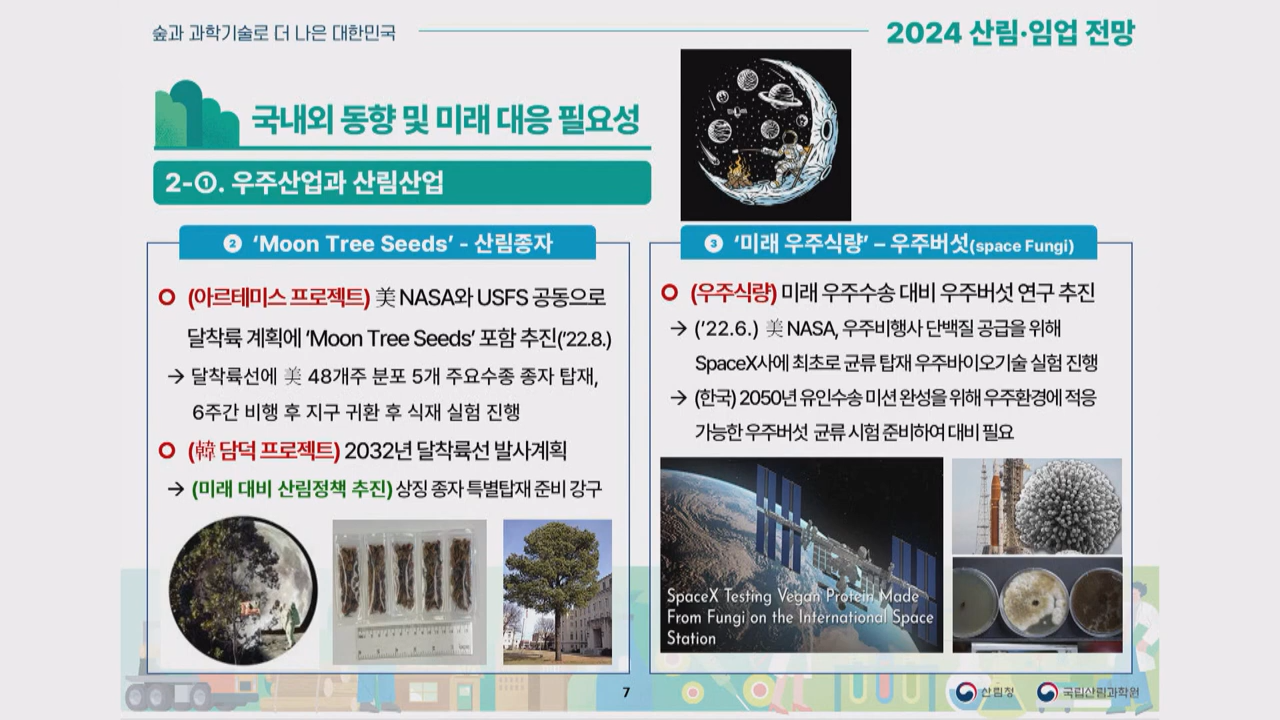 숲과 과학기술로 더 나은 대한민국
2024 산림·임업 전망
국내외 동향 및 미래 대응 필요성
2-①. 우주산업과 산림산업
❷ ‘Moon Tree Seeds’ - 산림종자
(아르테미스 프로젝트) 美 NASA와 USFS 공동으로
달착륙 계획에 ‘Moon Tree Seeds’ 포함 추진(’22.8.)
→ 달착륙선에 美 48개주 분포 5개 주요수종 종자 탑재,
6주간 비행 후 지구 귀환 후 식재 실험 진행
(韓 담덕 프로젝트) 2032년 달착륙선 발사계획
→ (미래 대비 산림정책 추진) 상징 종자 특별탑재 준비 강구
❸ ‘미래 우주식량’ – 우주버섯(space Fungi)
(우주식량) 미래 우주수송 대비 우주버섯 연구 추진
→ (’22.6.) 美 NASA, 우주비행사 단백질 공급을 위해
SpaceX사에 최초로 균류 탑재 우주바이오기술 실험 진행
→ (한국) 2050년 유인수송 미션 완성을 위해 우주환경에 적응
가능한 우주버섯 균류 시험 준비하여 대비 필요
SpaceX Testing Vegan Protein Made
From Fungi on the International Space
Station
7
산림청
국립산림과학원